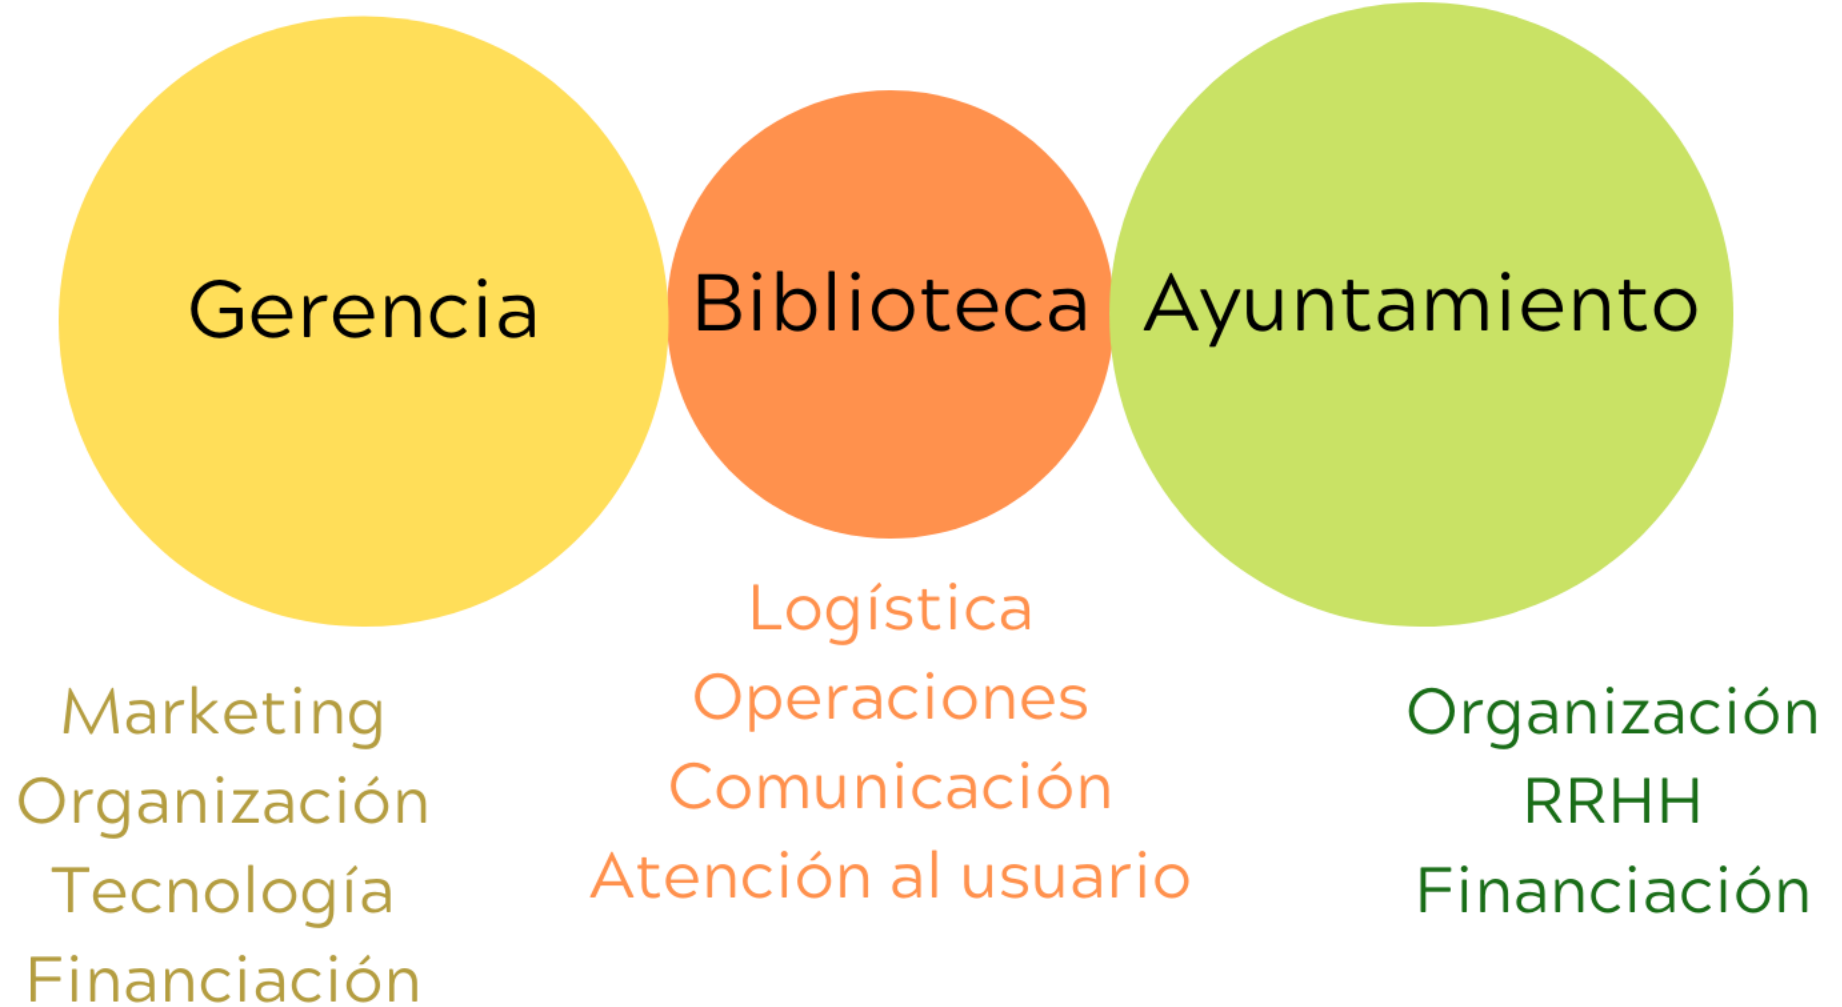 Gerencia
Biblioteca
Ayuntamiento
Marketing
Organización
Tecnología
Financiación
Logística
Operaciones
Comunicación
Atención al usuario
Organización
RRHH
Financiación